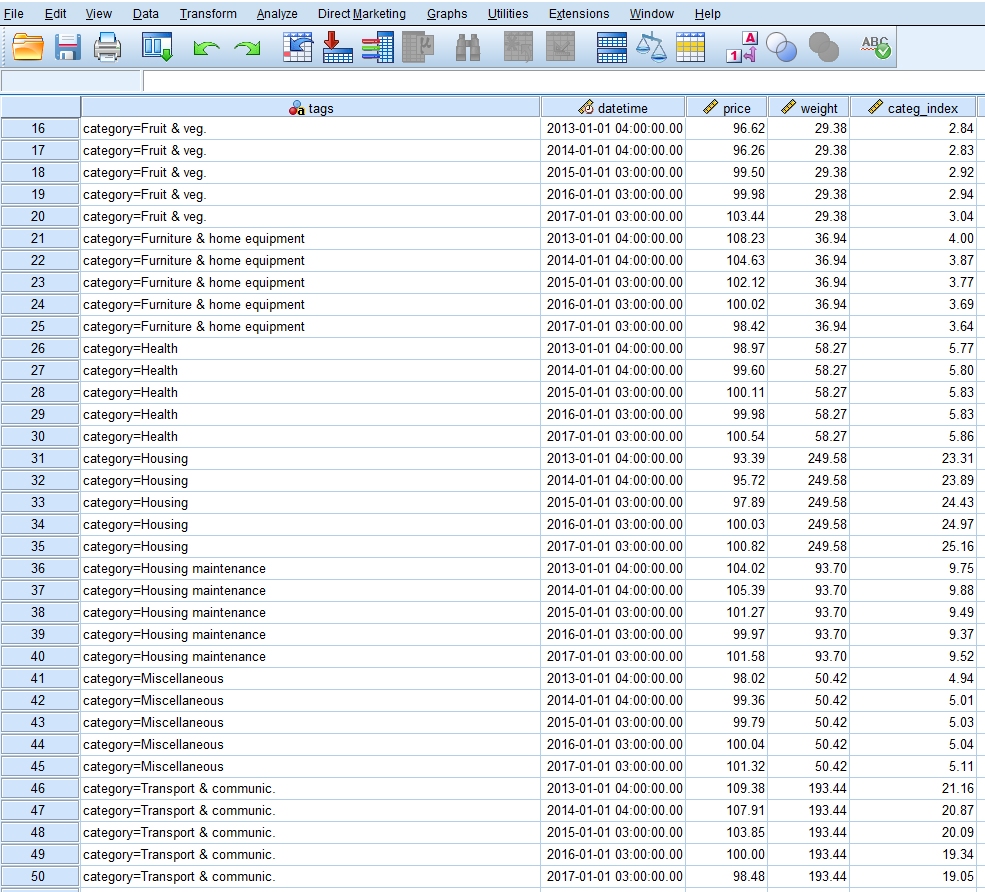 File Edit View Data Transform Analyze Direct Marketing Graphs Utilities Extensions Window Help
1 A ABC
a tags datetime price weight categ_index
16 category=Fruit & veg. 2013-01-01 04:00:00.00 96.62 29.38 2.84
17 category=Fruit & veg. 2014-01-01 04:00:00.00 96.26 29.38 2.83
18 category=Fruit & veg. 2015-01-01 03:00:00.00 99.50 29.38 2.92
19 category=Fruit & veg. 2016-01-01 03:00:00.00 99.98 29.38 2.94
20 category=Fruit & veg. 2017-01-01 03:00:00.00 103.44 29.38 3.04
21 category=Furniture & home equipment 2013-01-01 04:00:00.00 108.23 36.94 4.00
22 category=Furniture & home equipment 2014-01-01 04:00:00.00 104.63 36.94 3.87
23 category=Furniture & home equipment 2015-01-01 03:00:00.00 102.12 36.94 3.77
24 category=Furniture & home equipment 2016-01-01 03:00:00.00 100.02 36.94 3.69
25 category=Furniture & home equipment 2017-01-01 03:00:00.00 98.42 36.94 3.64
26 category=Health 2013-01-01 04:00:00.00 98.97 58.27 5.77
27 category=Health 2014-01-01 04:00:00.00 99.60 58.27 5.80
28 category=Health 2015-01-01 03:00:00.00 100.11 58.27 5.83
29 category=Health 2016-01-01 03:00:00.00 99.98 58.27 5.83
30 category=Health 2017-01-01 03:00:00.00 100.54 58.27 5.86
31 category=Housing 2013-01-01 04:00:00.00 93.39 249.58 23.31
32 category=Housing 2014-01-01 04:00:00.00 95.72 249.58 23.89
33 category=Housing 2015-01-01 03:00:00.00 97.89 249.58 24.43
34 category=Housing 2016-01-01 03:00:00.00 100.03 249.58 24.97
35 category=Housing 2017-01-01 03:00:00.00 100.82 249.58 25.16
36 category=Housing maintenance 2013-01-01 04:00:00.00 104.02 93.70 9.75
37 category=Housing maintenance 2014-01-01 04:00:00.00 105.39 93.70 9.88
38 category=Housing maintenance 2015-01-01 03:00:00.00 101.27 93.70 9.49
39 category=Housing maintenance 2016-01-01 03:00:00.00 99.97 93.70 9.37
40 category=Housing maintenance 2017-01-01 03:00:00.00 101.58 93.70 9.52
41 category=Miscellaneous 2013-01-01 04:00:00.00 98.02 50.42 4.94
42 category=Miscellaneous 2014-01-01 04:00:00.00 99.36 50.42 5.01
43 category=Miscellaneous 2015-01-01 03:00:00.00 99.79 50.42 5.03
44 category=Miscellaneous 2016-01-01 03:00:00.00 100.04 50.42 5.04
45 category=Miscellaneous 2017-01-01 03:00:00.00 101.32 50.42 5.11
46 category=Transport & communic. 2013-01-01 04:00:00.00 109.38 193.44 21.16
47 category=Transport & communic. 2014-01-01 04:00:00.00 107.91 193.44 20.87
48 category=Transport & communic. 2015-01-01 03:00:00.00 103.85 193.44 20.09
49 category=Transport & communic. 2016-01-01 03:00:00.00 100.00 193.44 19.34
50 category=Transport & communic. 2017-01-01 03:00:00.00 98.48 193.44 19.05